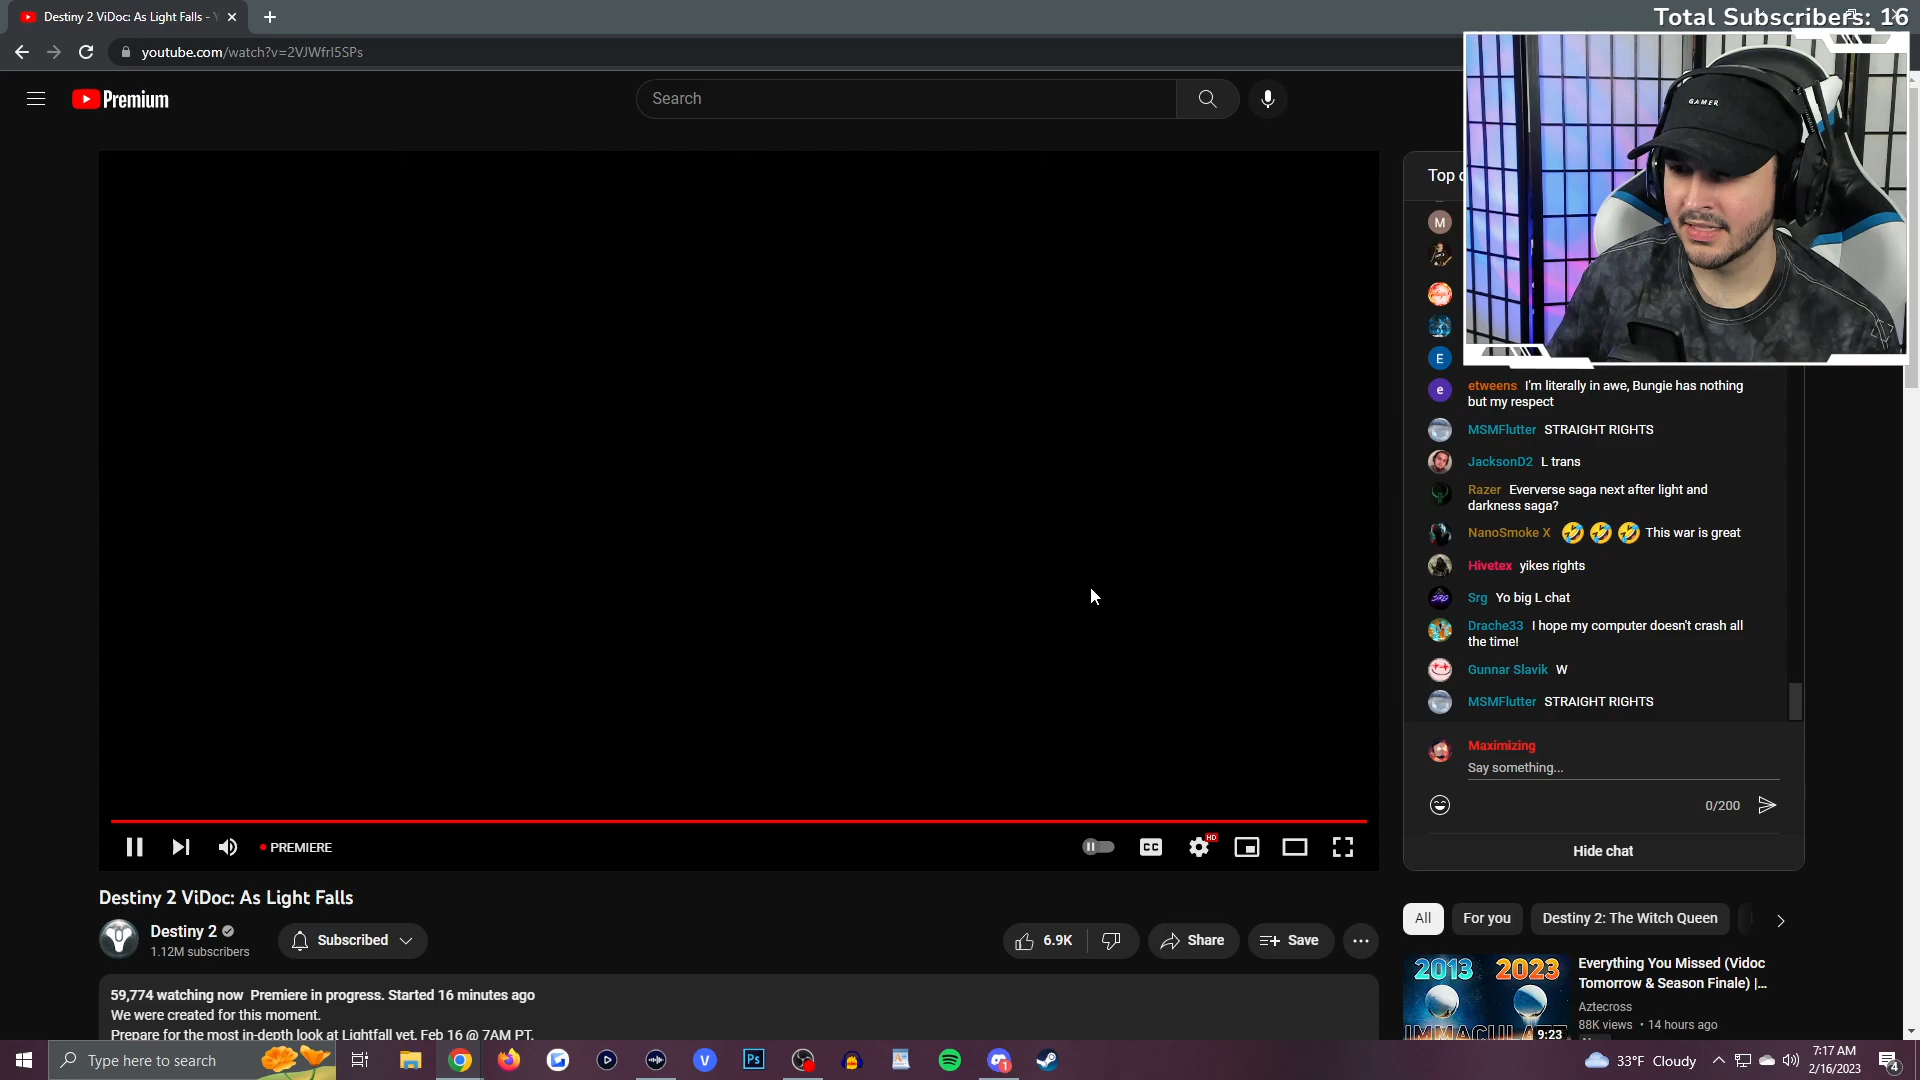 Destiny 2 ViDoc: As Light Falls -
Total Subscribers: 16
youtube.com/watch?v=2VJWfrl5SPs
Premium
Search
GAMER
Top
M
E
e
etweens I'm literally in awe, Bungie has nothing
but my respect
MSMFlutter STRAIGHT RIGHTS
JacksonD2 L trans
Razer Eververse saga next after light and
darkness saga?
NanoSmoke X 🤣 🤣 🤣 This war is great
Hivetex yikes rights
Srg Yo big L chat
Drache33 I hope my computer doesn't crash all
the time!
Gunnar Slavik W
MSMFlutter STRAIGHT RIGHTS
Maximizing
Say something...
0/200
Hide chat
PREMIERE
CC
HD
Destiny 2 ViDoc: As Light Falls
Destiny 2
1.12M subscribers
Subscribed
6.9K
Share
Save
59,774 watching now Premiere in progress. Started 16 minutes ago
We were created for this moment.
Prepare for the most in-depth look at Lightfall yet. Feb 16 @ 7AM PT.
All
For you
Destiny 2: The Witch Queen
2013 2023
IMMACULATE
9:23
Everything You Missed (Vidoc
Tomorrow & Season Finale) |...
Aztecross
88K views • 14 hours ago
Type here to search
V
Ps
1
33°F Cloudy
7:17 AM
2/16/2023
4